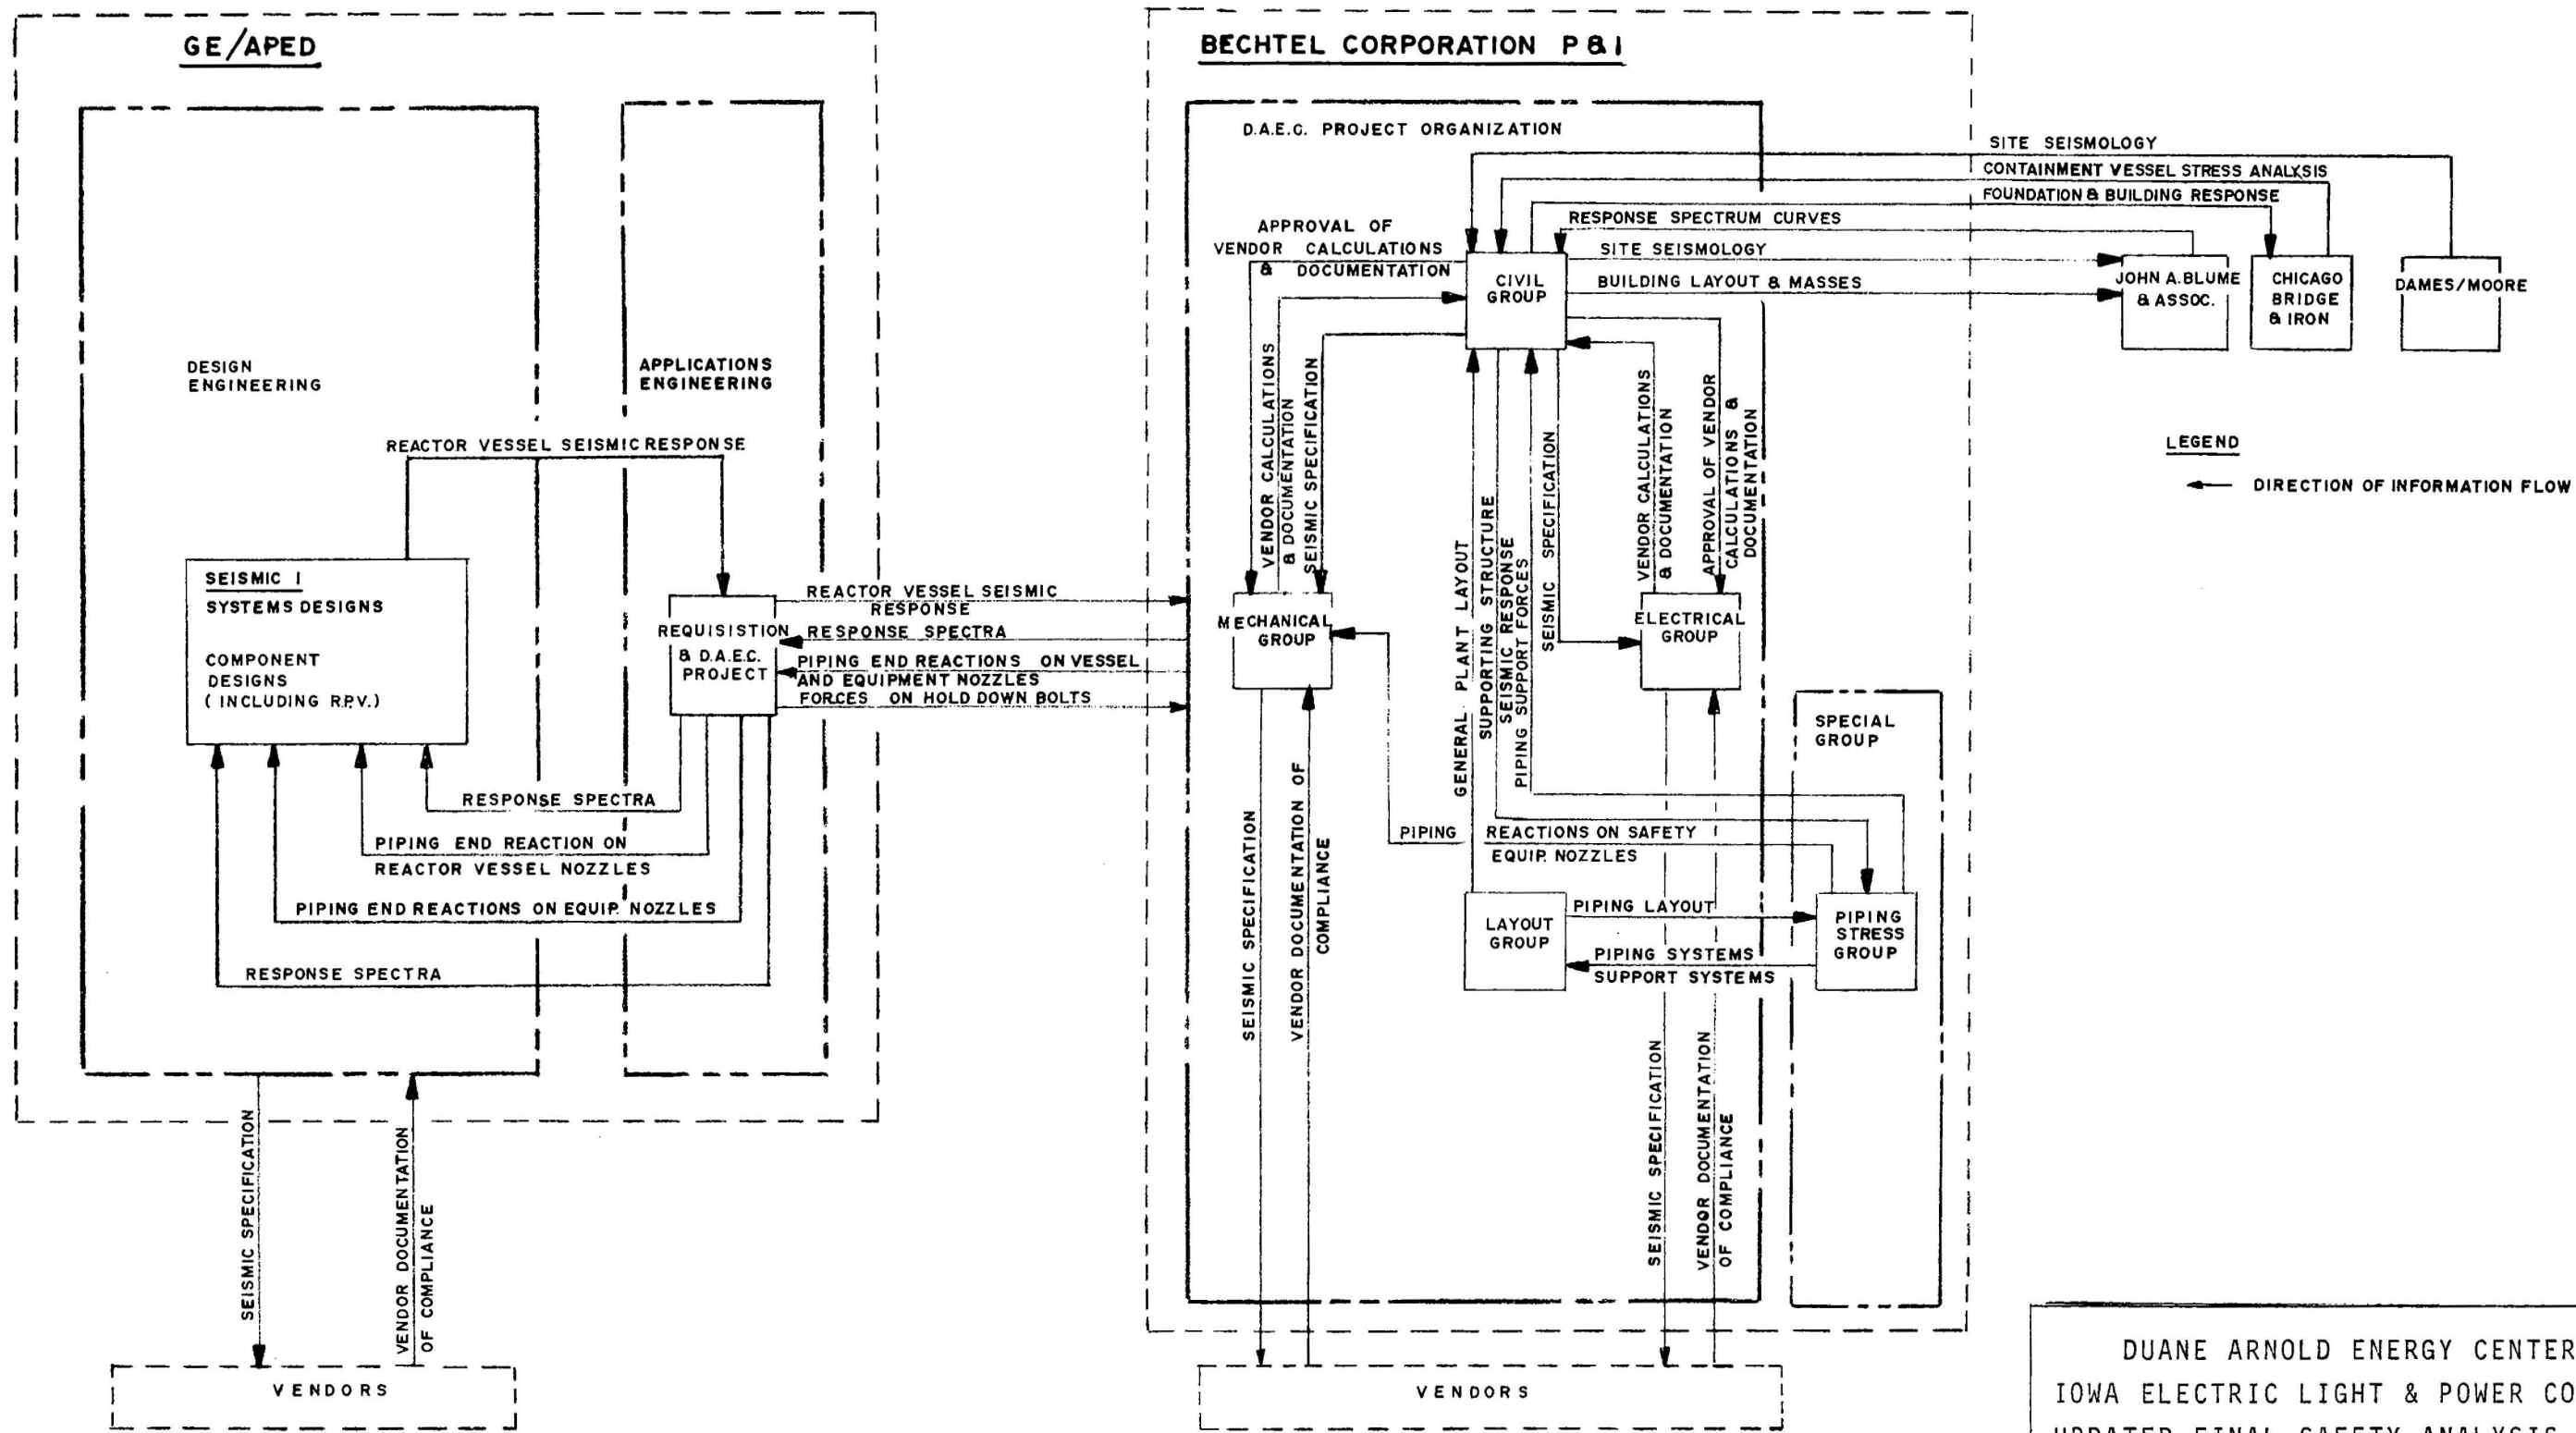 GE/APED
DESIGN
ENGINEERING
APPLICATIONS
ENGINEERING
REACTOR VESSEL SEISMIC RESPONSE
SEISMIC I
SYSTEMS DESIGNS
COMPONENT
DESIGNS
( INCLUDING R.P.V.)
REQUISISTION
& D.A.E.C.
PROJECT
RESPONSE SPECTRA
PIPING END REACTION ON
REACTOR VESSEL NOZZLES
PIPING END REACTIONS ON EQUIP. NOZZLES
RESPONSE SPECTRA
SEISMIC SPECIFICATION
VENDOR DOCUMENTATION
OF COMPLIANCE
VENDORS
REACTOR VESSEL SEISMIC
RESPONSE
RESPONSE SPECTRA
PIPING END REACTIONS ON VESSEL
AND EQUIPMENT NOZZLES
FORCES ON HOLD DOWN BOLTS
BECHTEL CORPORATION P & I
D.A.E.C. PROJECT ORGANIZATION
APPROVAL OF
VENDOR CALCULATIONS
& DOCUMENTATION
CIVIL
GROUP
SITE SEISMOLOGY
CONTAINMENT VESSEL STRESS ANALYSIS
FOUNDATION & BUILDING RESPONSE
RESPONSE SPECTRUM CURVES
SITE SEISMOLOGY
BUILDING LAYOUT & MASSES
JOHN A. BLUME
& ASSOC.
CHICAGO
BRIDGE
& IRON
DAMES/MOORE
LEGEND
DIRECTION OF INFORMATION FLOW
VENDOR CALCULATIONS
& DOCUMENTATION
SEISMIC SPECIFICATION
GENERAL PLANT LAYOUT
SUPPORTING STRUCTURE
SEISMIC RESPONSE
PIPING SUPPORT FORCES
SEISMIC SPECIFICATION
VENDOR CALCULATIONS
& DOCUMENTATION
APPROVAL OF VENDOR
CALCULATIONS &
DOCUMENTATION
MECHANICAL
GROUP
ELECTRICAL
GROUP
SPECIAL
GROUP
PIPING REACTIONS ON SAFETY
EQUIP. NOZZLES
LAYOUT
GROUP
PIPING LAYOUT
PIPING SYSTEMS
SUPPORT SYSTEMS
PIPING
STRESS
GROUP
SEISMIC SPECIFICATION
VENDOR DOCUMENTATION OF
COMPLIANCE
SEISMIC SPECIFICATION
VENDOR DOCUMENTATION
OF COMPLIANCE
VENDORS
DUANE ARNOLD ENERGY CENTER
IOWA ELECTRIC LIGHT & POWER CO
UPDATED FINAL SAFETY ANALYSIS